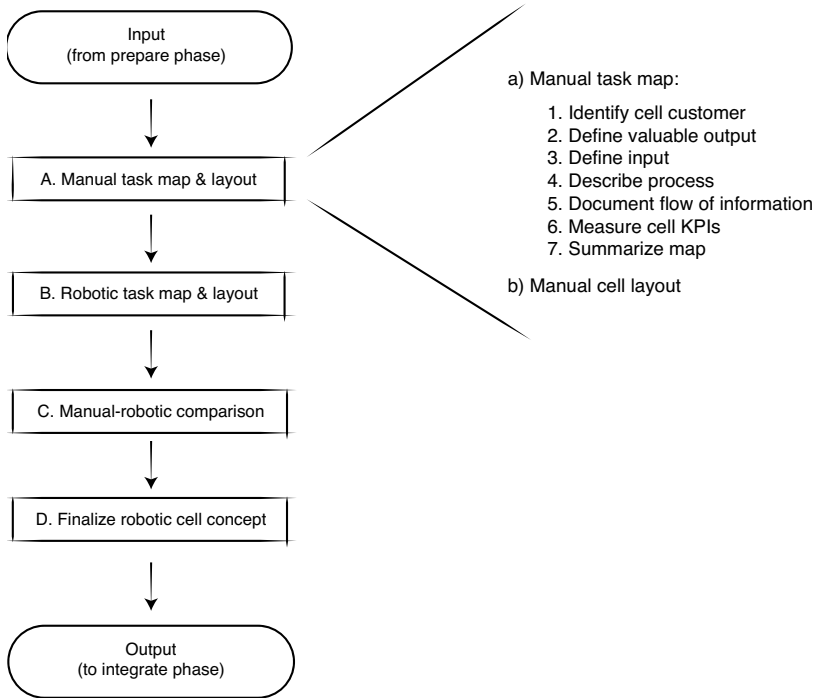 Input
(from prepare phase)
A. Manual task map & layout
B. Robotic task map & layout
C. Manual-robotic comparison
D. Finalize robotic cell concept
Output
(to integrate phase)
a) Manual task map:
1. Identify cell customer
2. Define valuable output
3. Define input
4. Describe process
5. Document flow of information
6. Measure cell KPIs
7. Summarize map
b) Manual cell layout